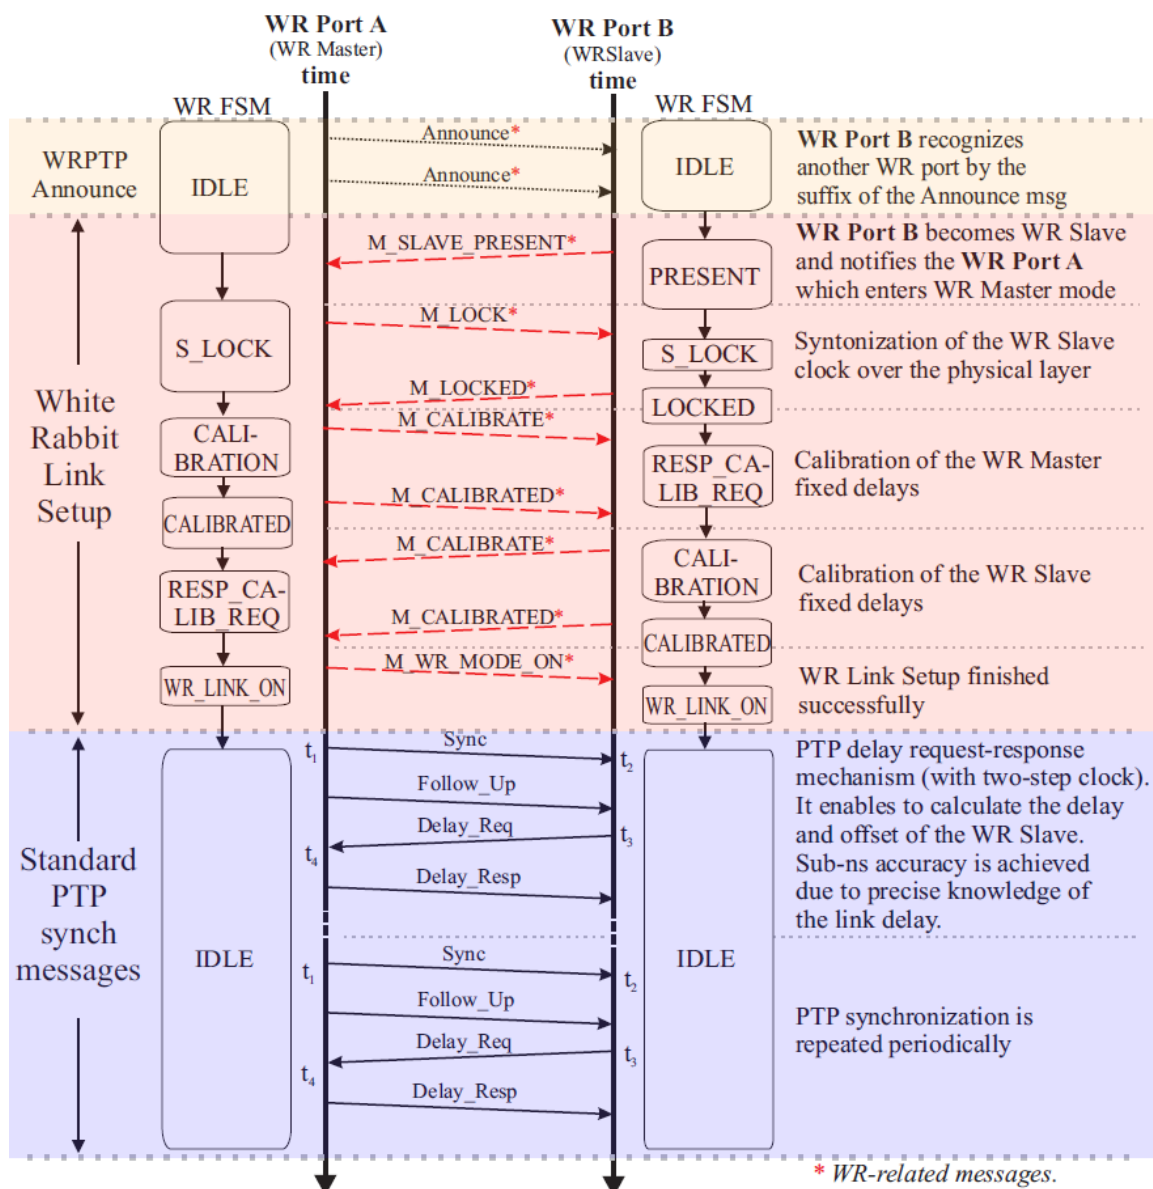 WR Port A
(WR Master)
time
WR Port B
(WRSlave)
time
WR FSM
WR FSM
WRPTP
Announce
IDLE
Announce*
Announce*
IDLE
WR Port B recognizes
another WR port by the
suffix of the Announce msg
White
Rabbit
Link
Setup
M_SLAVE_PRESENT*
PRESENT
WR Port B becomes WR Slave
and notifies the WR Port A
which enters WR Master mode
S_LOCK
M_LOCK*
S_LOCK
Syntonization of the WR Slave
clock over the physical layer
M_LOCKED*
LOCKED
CALI-
BRATION
M_CALIBRATE*
RESP_CA-
LIB_REQ
Calibration of the WR Master
fixed delays
CALIBRATED
M_CALIBRATED*
M_CALIBRATE*
CALI-
BRATION
Calibration of the WR Slave
fixed delays
RESP_CA-
LIB_REQ
M_CALIBRATED*
CALIBRATED
WR_LINK_ON
M_WR_MODE_ON*
WR_LINK_ON
WR Link Setup finished
successfully
Standard
PTP
synch
messages
IDLE
t1
Sync
t2
Follow_Up
Delay_Req
t3
t4
Delay_Resp
IDLE
PTP delay request-response
mechanism (with two-step clock).
It enables to calculate the delay
and offset of the WR Slave.
Sub-ns accuracy is achieved
due to precise knowledge of
the link delay.
t1
Sync
t2
Follow_Up
Delay_Req
t3
t4
Delay_Resp
PTP synchronization is
repeated periodically
* WR-related messages.